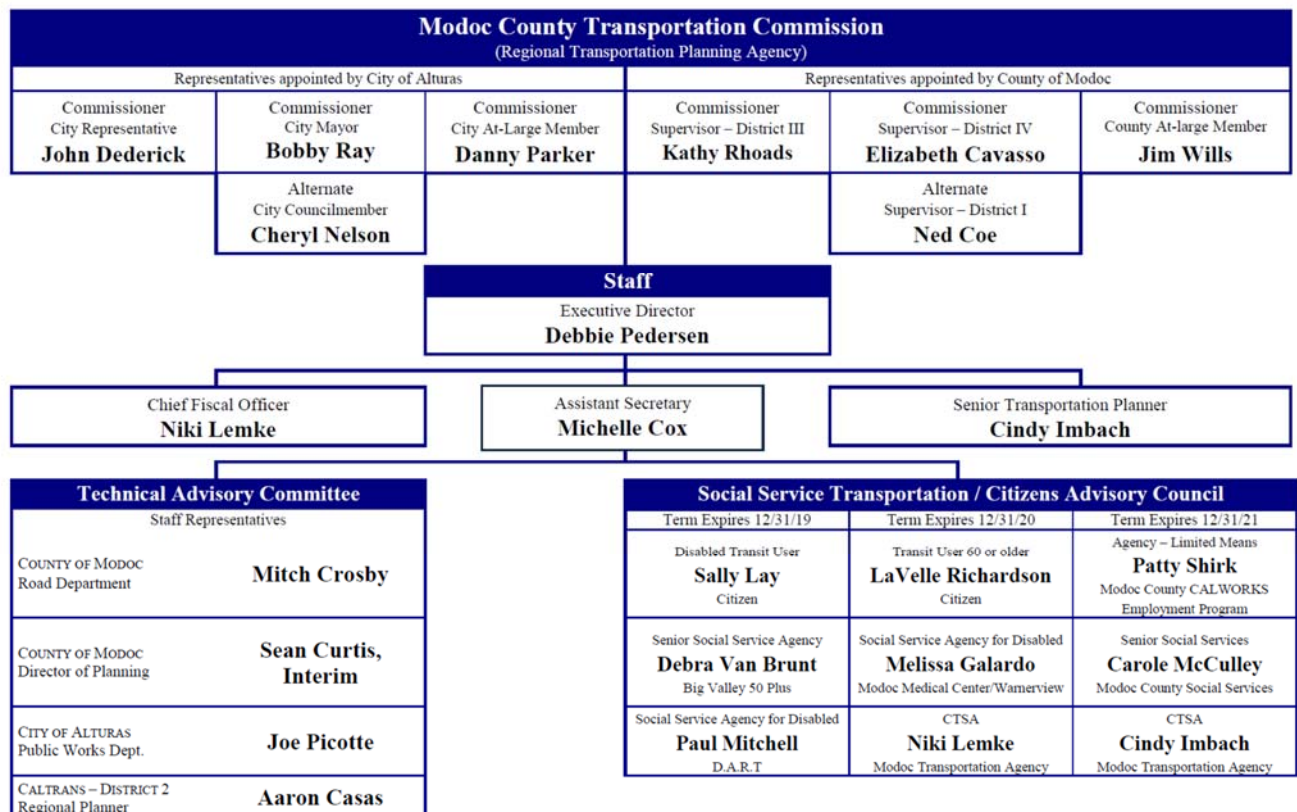 Modoc County Transportation Commission
(Regional Transportation Planning Agency)
Representatives appointed by City of Alturas
Representatives appointed by County of Modoc
Commissioner
City Representative
John Dederick
Commissioner
City Mayor
Bobby Ray
Commissioner
City At-Large Member
Danny Parker
Commissioner
Supervisor – District III
Kathy Rhoads
Commissioner
Supervisor – District IV
Elizabeth Cavasso
Commissioner
County At-large Member
Jim Wills
Alternate
City Councilmember
Cheryl Nelson
Alternate
Supervisor – District I
Ned Coe
Staff
Executive Director
Debbie Pedersen
Chief Fiscal Officer
Niki Lemke
Assistant Secretary
Michelle Cox
Senior Transportation Planner
Cindy Imbach
Technical Advisory Committee
Staff Representatives
COUNTY OF MODOC
Road Department
Mitch Crosby
COUNTY OF MODOC
Director of Planning
Sean Curtis,
Interim
CITY OF ALTURAS
Public Works Dept.
Joe Picotte
CALTRANS – DISTRICT 2
Regional Planner
Aaron Casas
Social Service Transportation / Citizens Advisory Council
Term Expires 12/31/19
Term Expires 12/31/20
Term Expires 12/31/21
Disabled Transit User
Sally Lay
Citizen
Transit User 60 or older
LaVelle Richardson
Citizen
Agency – Limited Means
Patty Shirk
Modoc County CALWORKS
Employment Program
Senior Social Service Agency
Debra Van Brunt
Big Valley 50 Plus
Social Service Agency for Disabled
Melissa Galardo
Modoc Medical Center/Warnerview
Senior Social Services
Carole McCulley
Modoc County Social Services
Social Service Agency for Disabled
Paul Mitchell
D.A.R.T
CTSA
Niki Lemke
Modoc Transportation Agency
CTSA
Cindy Imbach
Modoc Transportation Agency